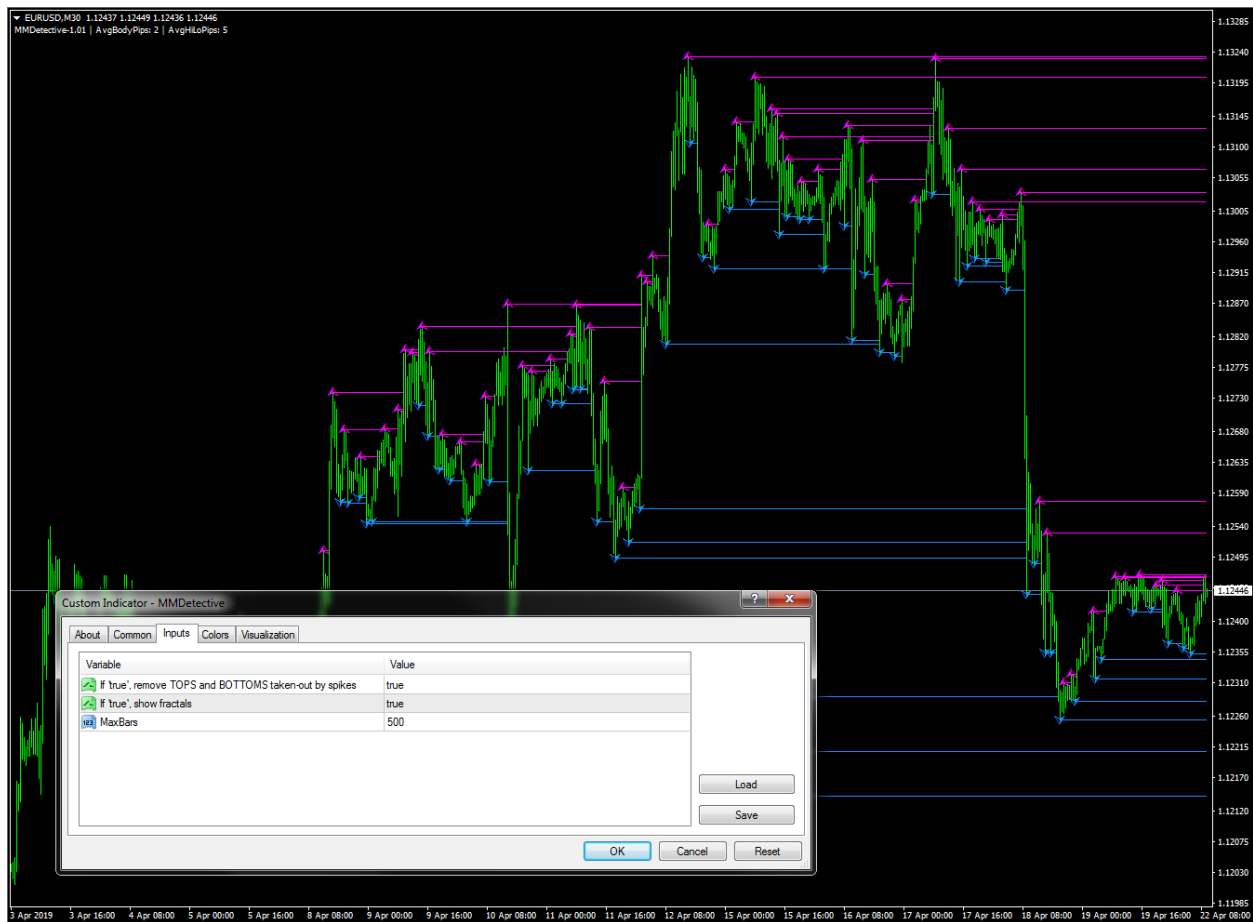 EURUSD,M30 1.12437 1.12449 1.12436 1.12446
MMDetective-1.01 | AvgBodyPips: 2 | AvgHiLoPips: 5
1.13285
1.13240
1.13195
1.13145
1.13100
1.13055
1.13005
1.12960
1.12915
1.12870
1.12820
1.12775
1.12730
1.12680
1.12635
1.12590
1.12540
1.12495
1.12446
1.12400
1.12355
1.12310
1.12260
1.12215
1.12170
1.12120
1.12075
1.12030
1.11985
Custom Indicator - MMDetective
?
About Common Inputs Colors Visualization
Variable Value
If 'true', remove TOPS and BOTTOMS taken-out by spikes true
If 'true', show fractals true
123 MaxBars 500
Load
Save
OK Cancel Reset
3 Apr 2019 3 Apr 16:00 4 Apr 08:00 5 Apr 00:00 5 Apr 16:00 8 Apr 08:00 9 Apr 00:00 9 Apr 16:00 10 Apr 08:00 11 Apr 00:00 11 Apr 16:00 12 Apr 08:00 15 Apr 00:00 15 Apr 16:00 16 Apr 08:00 17 Apr 00:00 17 Apr 16:00 18 Apr 08:00 19 Apr 00:00 19 Apr 16:00 22 Apr 08:00